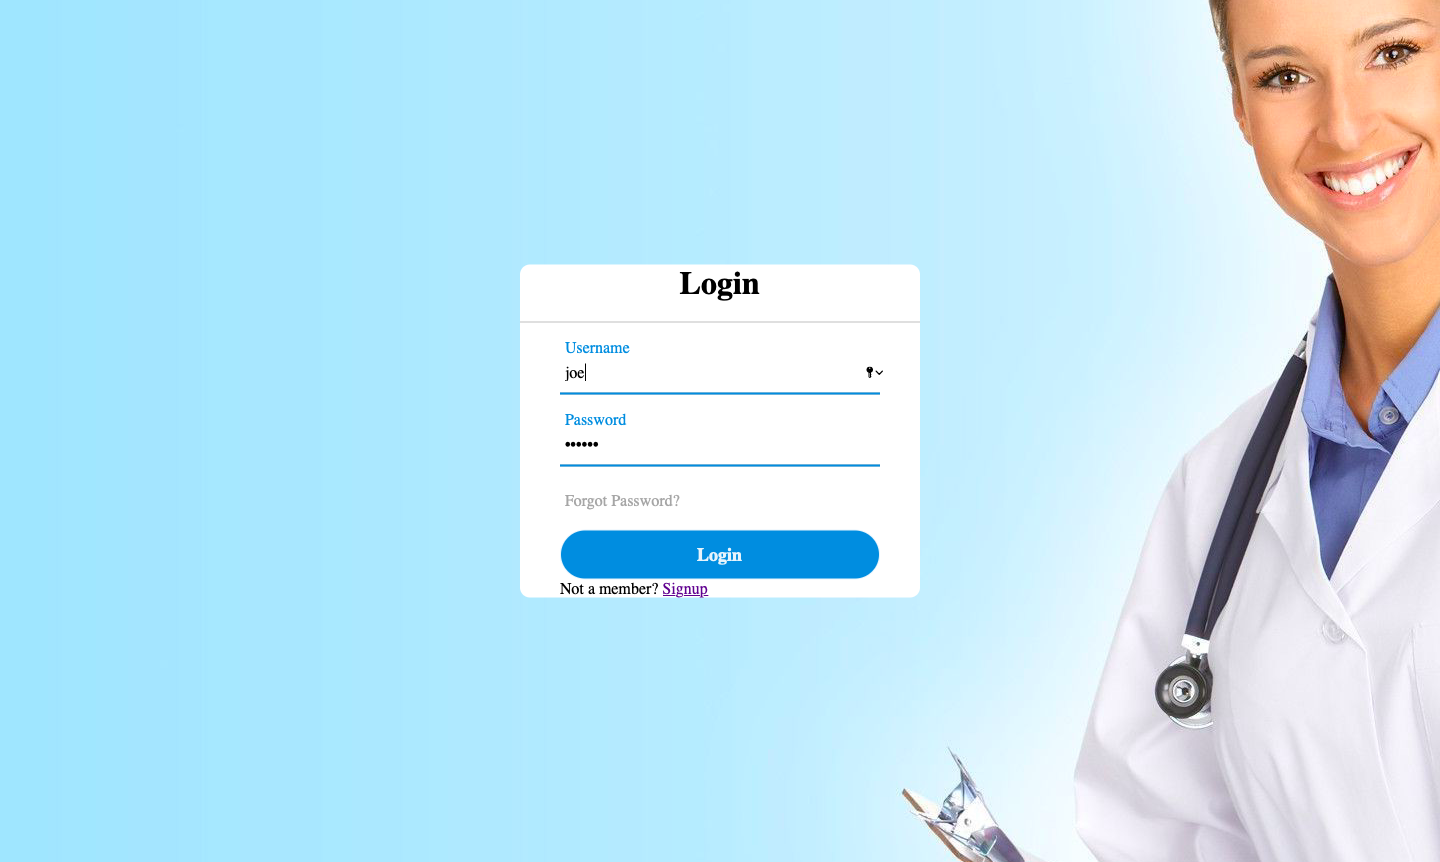 Login
Username
joe
Password
••••••
Forgot Password?
Login
Not a member? Signup